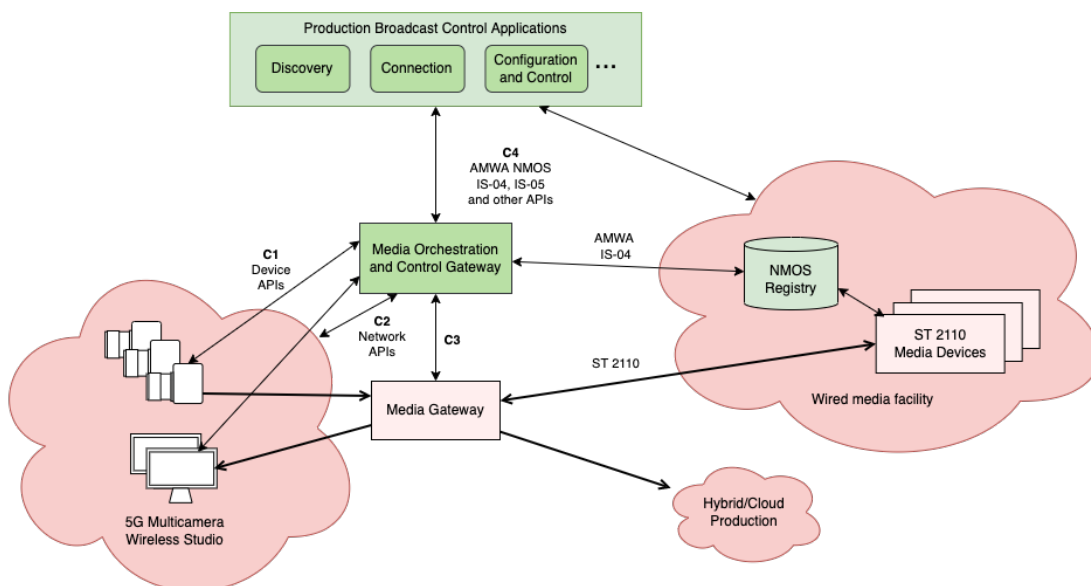 Production Broadcast Control Applications
Discovery
Connection
Configuration
and Control
...
C4
AMWA NMOS
IS-04, IS-05
and other APIs
C1
Device
APIs
Media Orchestration
and Control Gateway
AMWA
IS-04
NMOS
Registry
C2
Network
APIs
C3
ST 2110
ST 2110
Media Devices
Media Gateway
Wired media facility
5G Multicamera
Wireless Studio
Hybrid/Cloud
Production